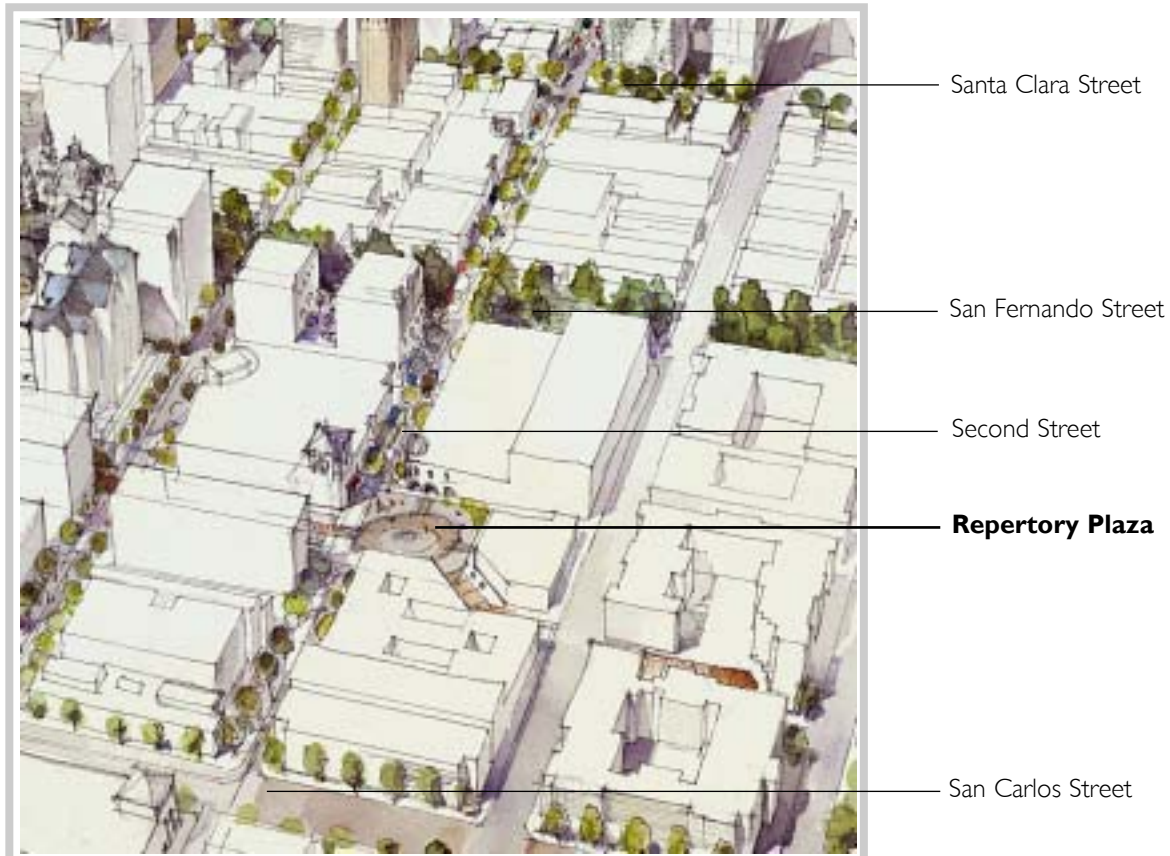 Santa Clara Street
San Fernando Street
Second Street
Repertory Plaza
San Carlos Street